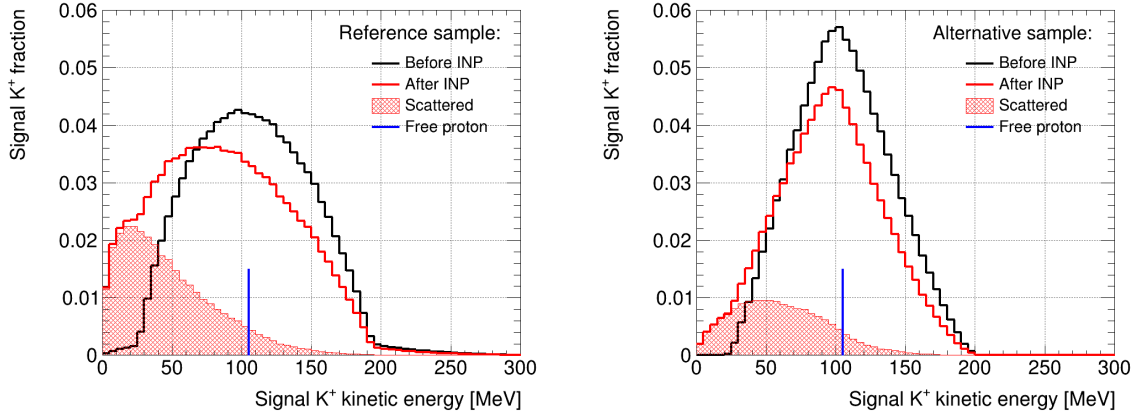 Signal K⁺ fraction
0.06
0.05
0.04
0.03
0.02
0.01
0
Reference sample:
Before INP
After INP
Scattered
Free proton
0 50 100 150 200 250 300
Signal K⁺ kinetic energy [MeV]
Signal K⁺ fraction
0.06
0.05
0.04
0.03
0.02
0.01
0
Alternative sample:
Before INP
After INP
Scattered
Free proton
0 50 100 150 200 250 300
Signal K⁺ kinetic energy [MeV]